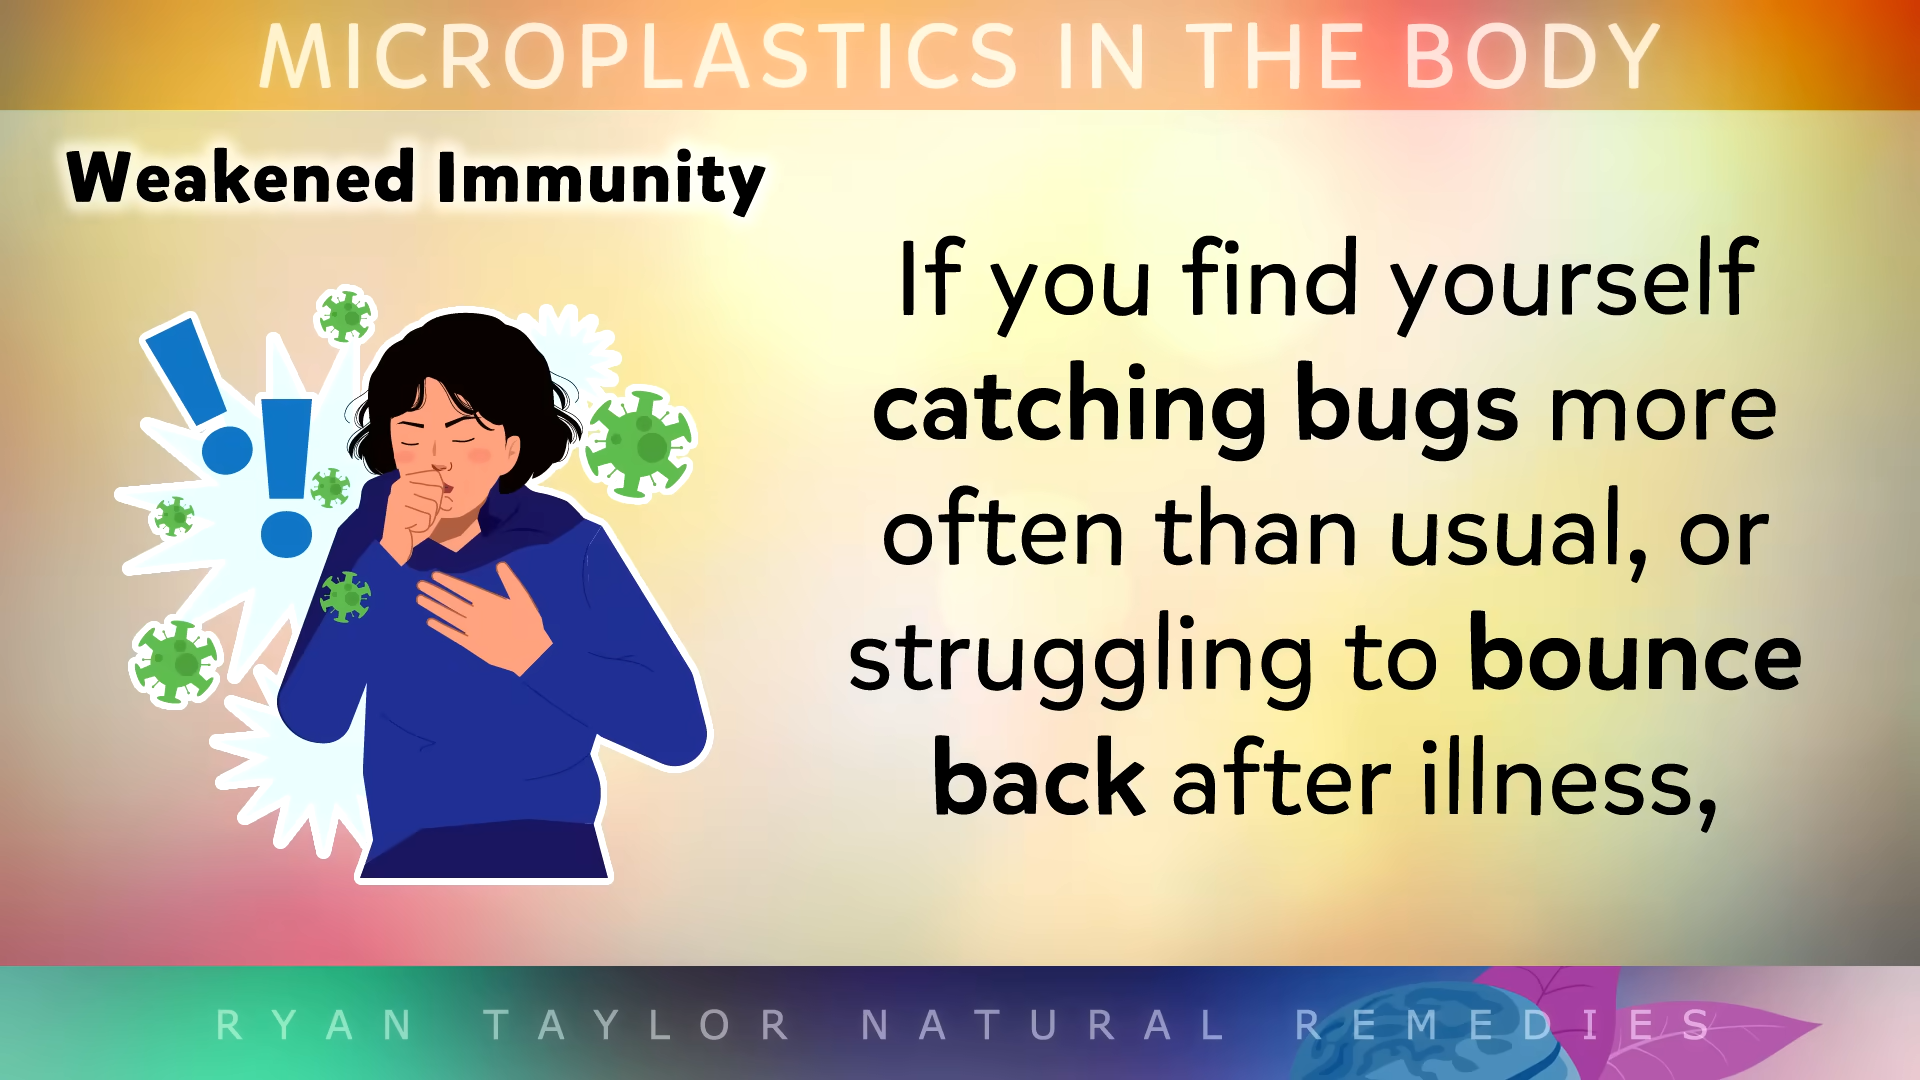 MICROPLASTICS IN THE BODY
Weakened Immunity
If you find yourself
catching bugs more
often than usual, or
struggling to bounce
back after illness,
RYAN TAYLOR NATURAL REMEDIES